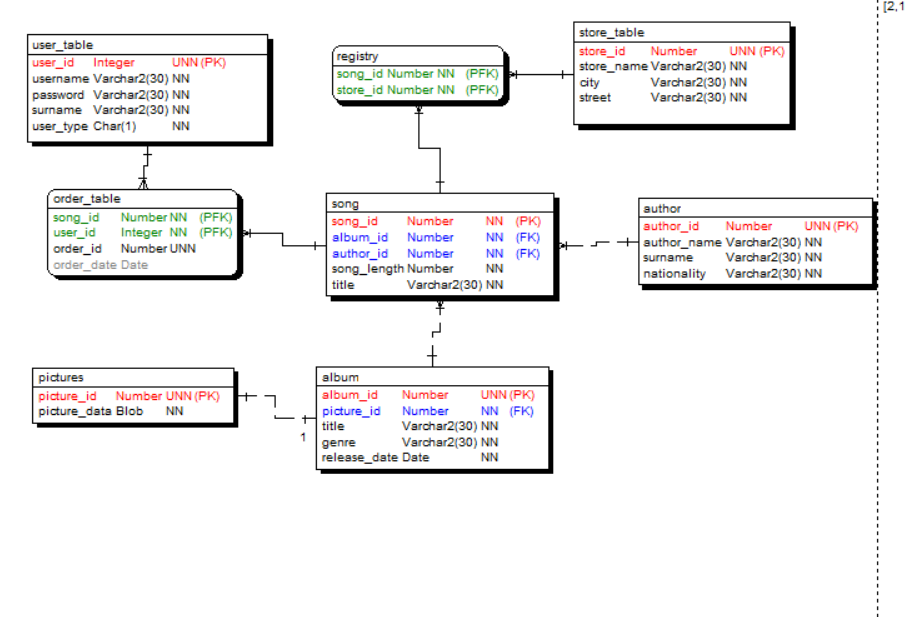 [2,1
user_table
user_id Integer UNN (PK)
username Varchar2(30) NN
password Varchar2(30) NN
surname Varchar2(30) NN
user_type Char(1) NN
registry
song_id Number NN (PFK)
store_id Number NN (PFK)
store_table
store_id Number UNN (PK)
store_name Varchar2(30) NN
city Varchar2(30) NN
street Varchar2(30) NN
order_table
song_id Number NN (PFK)
user_id Integer NN (PFK)
order_id Number UNN
order_date Date
song
song_id Number NN (PK)
album_id Number NN (FK)
author_id Number NN (FK)
song_length Number NN
title Varchar2(30) NN
author
author_id Number UNN (PK)
author_name Varchar2(30) NN
surname Varchar2(30) NN
nationality Varchar2(30) NN
pictures
picture_id Number UNN (PK)
picture_data Blob NN
1
album
album_id Number UNN (PK)
picture_id Number NN (FK)
title Varchar2(30) NN
genre Varchar2(30) NN
release_date Date NN